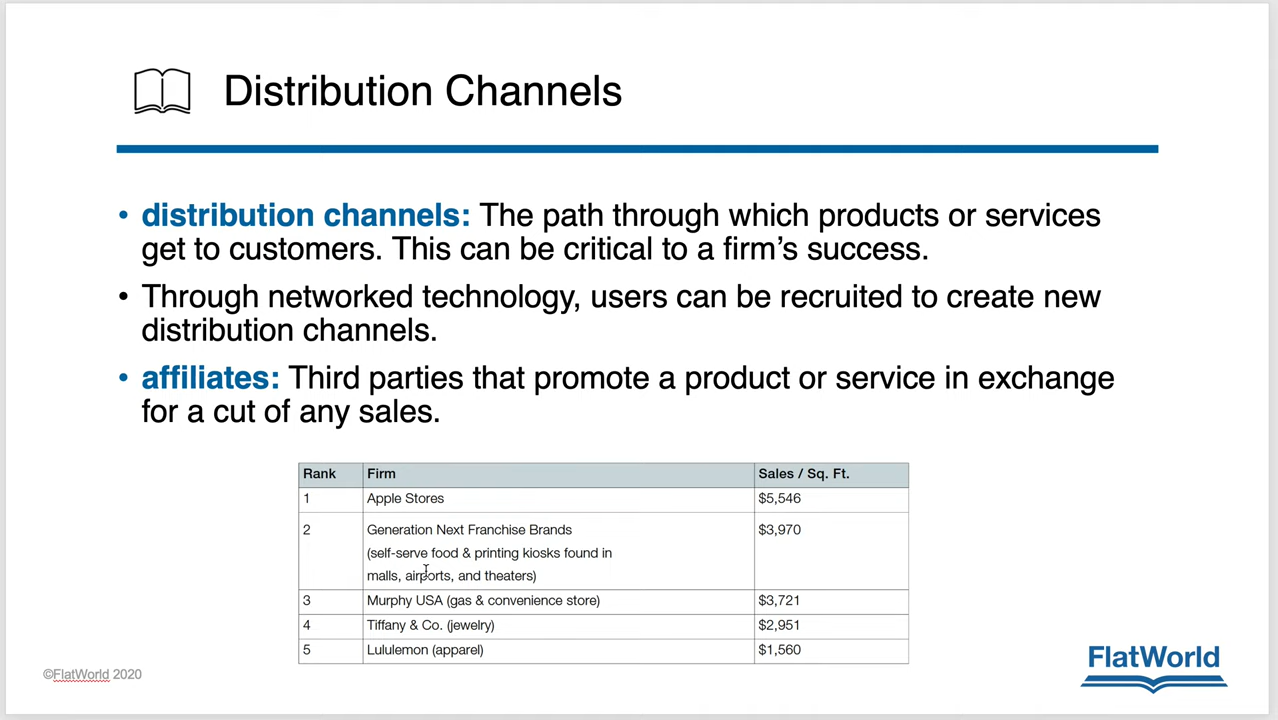 Distribution Channels
• distribution channels: The path through which products or services
get to customers. This can be critical to a firm’s success.
• Through networked technology, users can be recruited to create new
distribution channels.
• affiliates: Third parties that promote a product or service in exchange
for a cut of any sales.
Rank Firm Sales / Sq. Ft.
1 Apple Stores $5,546
2 Generation Next Franchise Brands $3,970
(self-serve food & printing kiosks found in
malls, airports, and theaters)
3 Murphy USA (gas & convenience store) $3,721
4 Tiffany & Co. (jewelry) $2,951
5 Lululemon (apparel) $1,560
©FlatWorld 2020
FlatWorld